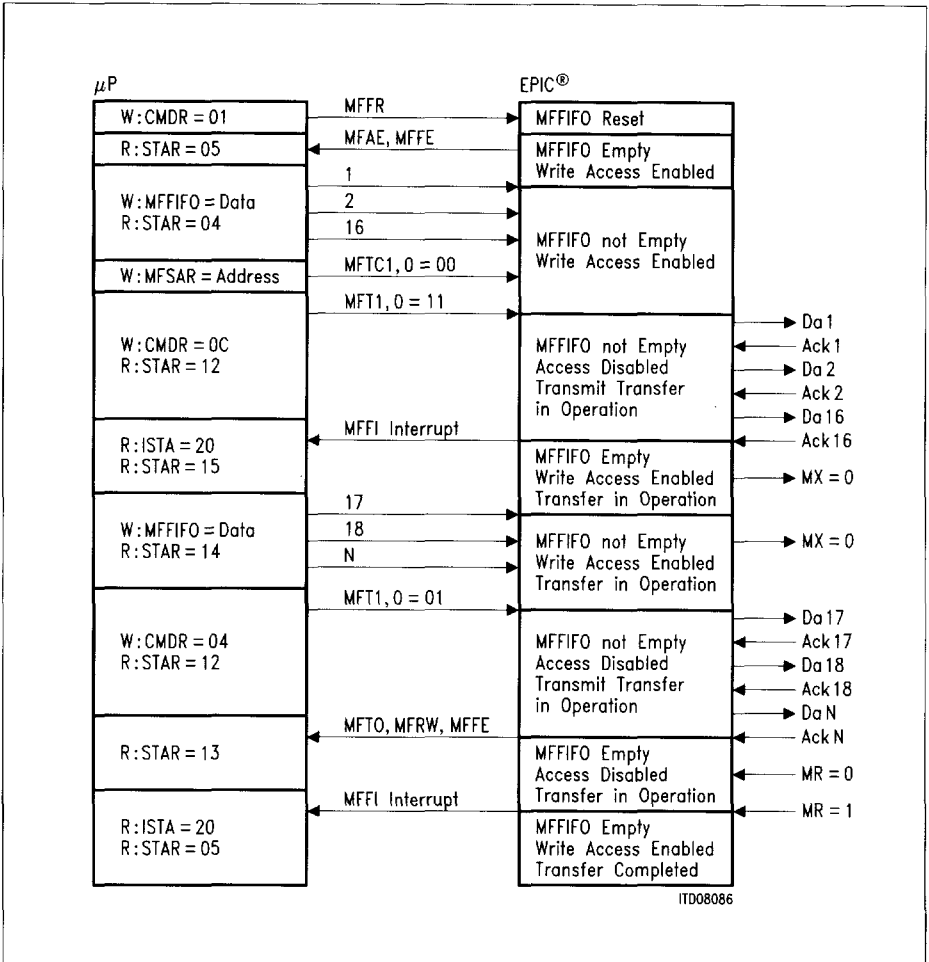 µP
EPIC®
W:CMDR = 01
MFFR
MFFIFO Reset
R:STAR = 05
MFAE, MFFE
MFFIFO Empty
Write Access Enabled
W:MFFIFO = Data
R:STAR = 04
1
2
16
MFFIFO not Empty
Write Access Enabled
W:MFSAR = Address
MFTC1, 0 = 00
W:CMDR = 0C
R:STAR = 12
MFT1, 0 = 11
MFFIFO not Empty
Access Disabled
Transmit Transfer
in Operation
Da 1
Ack 1
Da 2
Ack 2
Da 16
Ack 16
R:ISTA = 20
R:STAR = 15
MFFI Interrupt
MFFIFO Empty
Write Access Enabled
Transfer in Operation
MX = 0
W:MFFIFO = Data
R:STAR = 14
17
18
N
MFFIFO not Empty
Write Access Enabled
Transfer in Operation
MX = 0
W:CMDR = 04
R:STAR = 12
MFT1, 0 = 01
MFFIFO not Empty
Access Disabled
Transmit Transfer
in Operation
Da 17
Ack 17
Da 18
Ack 18
Da N
Ack N
R:STAR = 13
MFTO, MFRW, MFFE
MFFIFO Empty
Access Disabled
Transfer in Operation
MR = 0
MR = 1
R:ISTA = 20
R:STAR = 05
MFFI Interrupt
MFFIFO Empty
Write Access Enabled
Transfer Completed
ITD08086